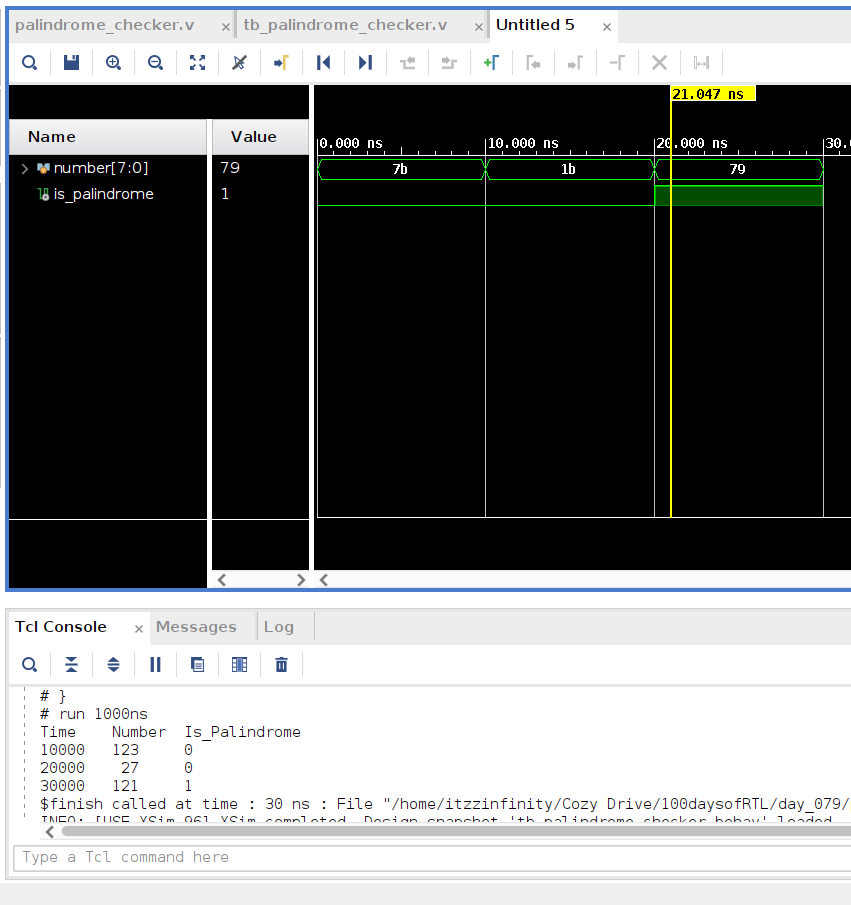 palindrome_checker.v × tb_palindrome_checker.v × Untitled 5 ×
21.047 ns
Name Value
0.000 ns 10.000 ns 20.000 ns 30.
number[7:0] 79 7b 1b 79
is_palindrome 1
Tcl Console × Messages Log
# }
# run 1000ns
Time Number Is_Palindrome
10000 123 0
20000 27 0
30000 121 1
$finish called at time : 30 ns : File "/home/itzzinfinity/Cozy Drive/100daysofRTL/day_079/
INFO: [USF-XSim-96] XSim completed. Design snapshot 'tb_palindrome_checker_behav' loaded.
Type a Tcl command here